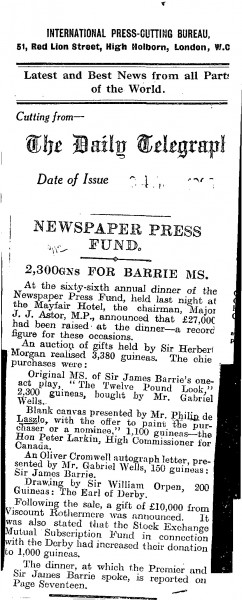 INTERNATIONAL PRESS-CUTTING BUREAU,
51, Red Lion Street, High Holborn, London, W.C
Latest and Best News from all Parts
of the World.
Cutting from—
The Daily Telegraph
Date of Issue
NEWSPAPER PRESS
FUND.
2,300GNS FOR BARRIE MS.
At the sixty-sixth annual dinner of the
Newspaper Press Fund, held last night at
the Mayfair Hotel, the chairman, Major
J. J. Astor, M.P., announced that £27,000
had been raised at the dinner—a record
figure for these occasions.
An auction of gifts held by Sir Herbert
Morgan realised 3,380 guineas. The chie
purchases were:
Original MS. of Sir James Barrie's one-
act play, "The Twelve Pound Look,"
2,300 guineas, bought by Mr. Gabriel
Wells.
Blank canvas presented by Mr. Philip de
Laszlo, with the offer to paint the pur-
chaser or a nominee," 1,100 guineas—the
Hon Peter Larkin, High Commissioner for
Canada.
An Oliver Cromwell autograph letter, pre-
sented by Mr. Gabriel Wells, 150 guineas:
Sir James Barrie.
Drawing by Sir William Orpen, 200
Guineas: The Earl of Derby.
Following the sale, a gift of £10,000 from
Viscount Rothermere was announced. It
was also stated that the Stock Exchange
Mutual Subscription Fund in connection
with the Derby had increased their donation
to 1,000 guineas.
The dinner, at which the Premier and
Sir James Barrie spoke, is reported on
Page Seventeen.